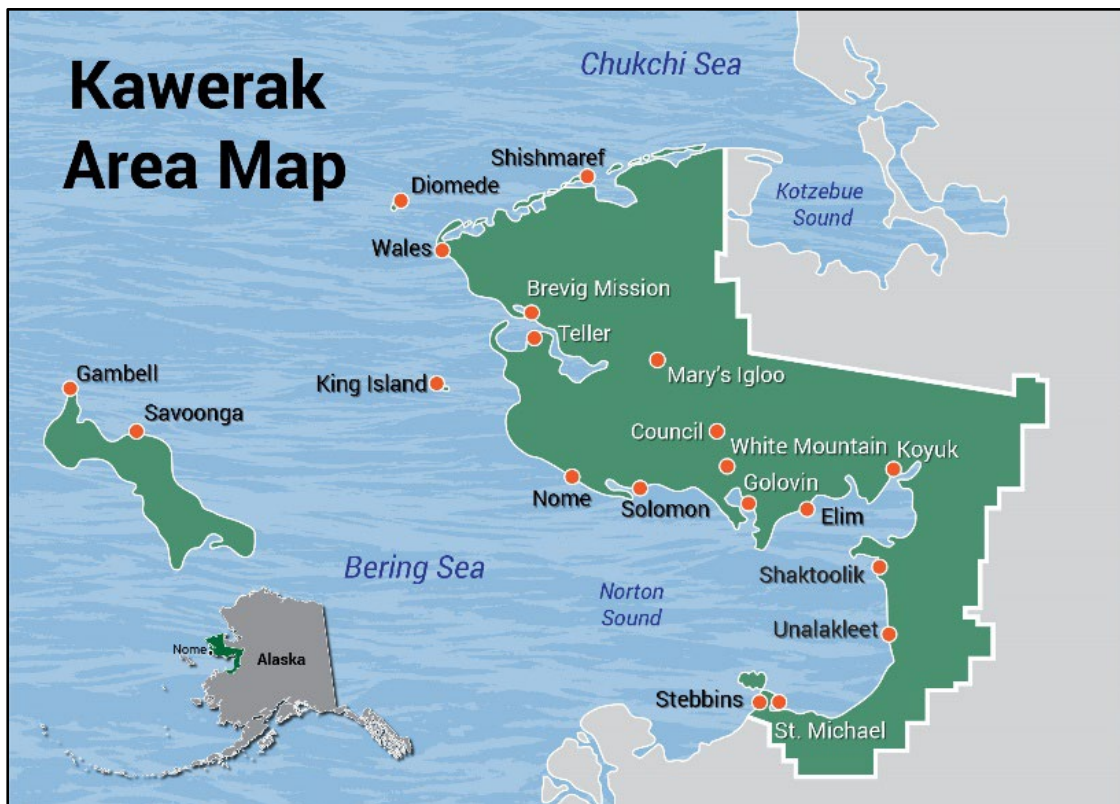 Kawerak
Area Map
Chukchi Sea
Shishmaref
Diomede
Kotzebue
Sound
Wales
Brevig Mission
Teller
Gambell
King Island
Mary's Igloo
Savoonga
Council
White Mountain
Koyuk
Nome
Solomon
Golovin
Elim
Bering Sea
Shaktoolik
Norton
Sound
Unalakleet
Nome
Alaska
Stebbins
St. Michael